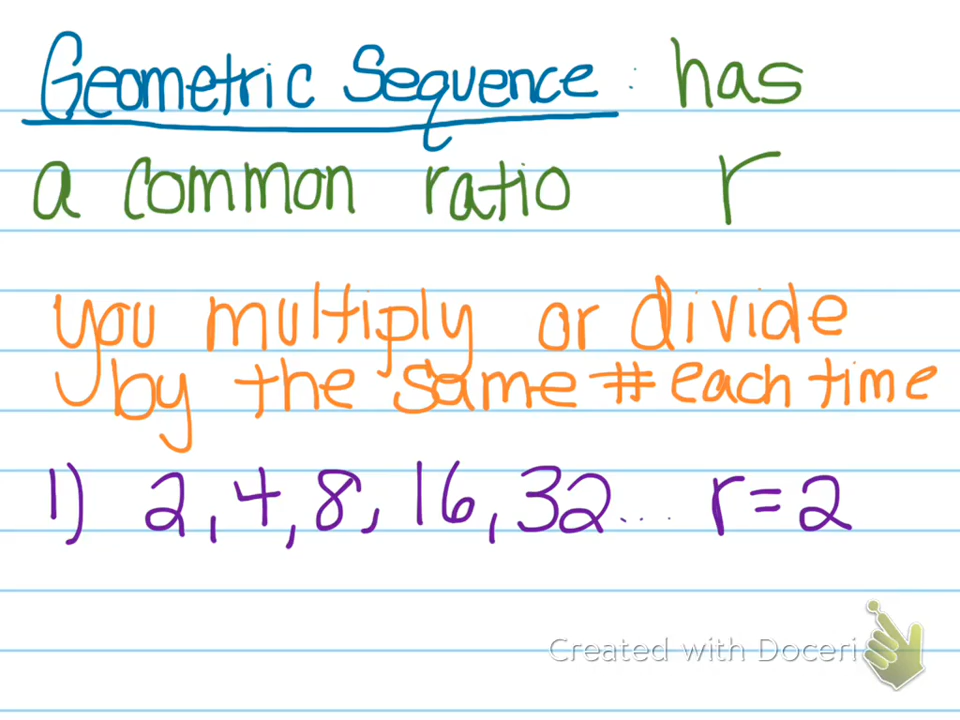 Geometric Sequence: has
a common ratio r
you multiply or divide
by the same # each time
1) 2, 4, 8, 16, 32... r=2
Created with Doceri